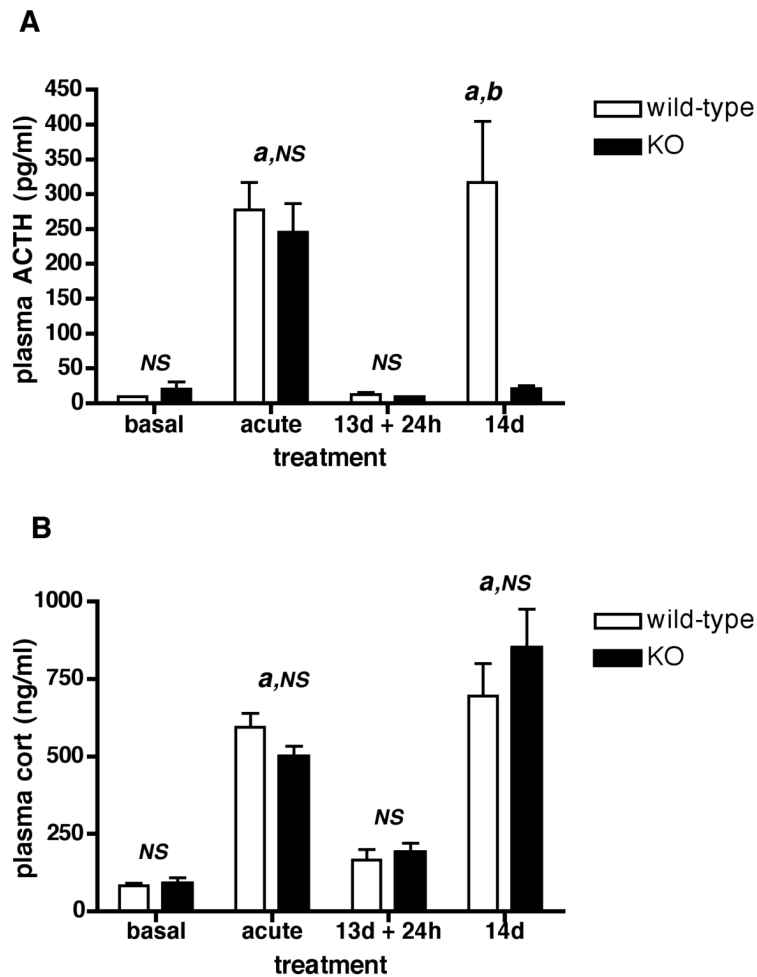 A
plasma ACTH (pg/ml)
450
400
350
300
250
200
150
100
50
0
NS
a,NS
NS
a,b
basal
acute
13d + 24h
14d
treatment
wild-type
KO
B
plasma cort (ng/ml)
1000
750
500
250
0
NS
a,NS
NS
a,NS
basal
acute
13d + 24h
14d
treatment
wild-type
KO